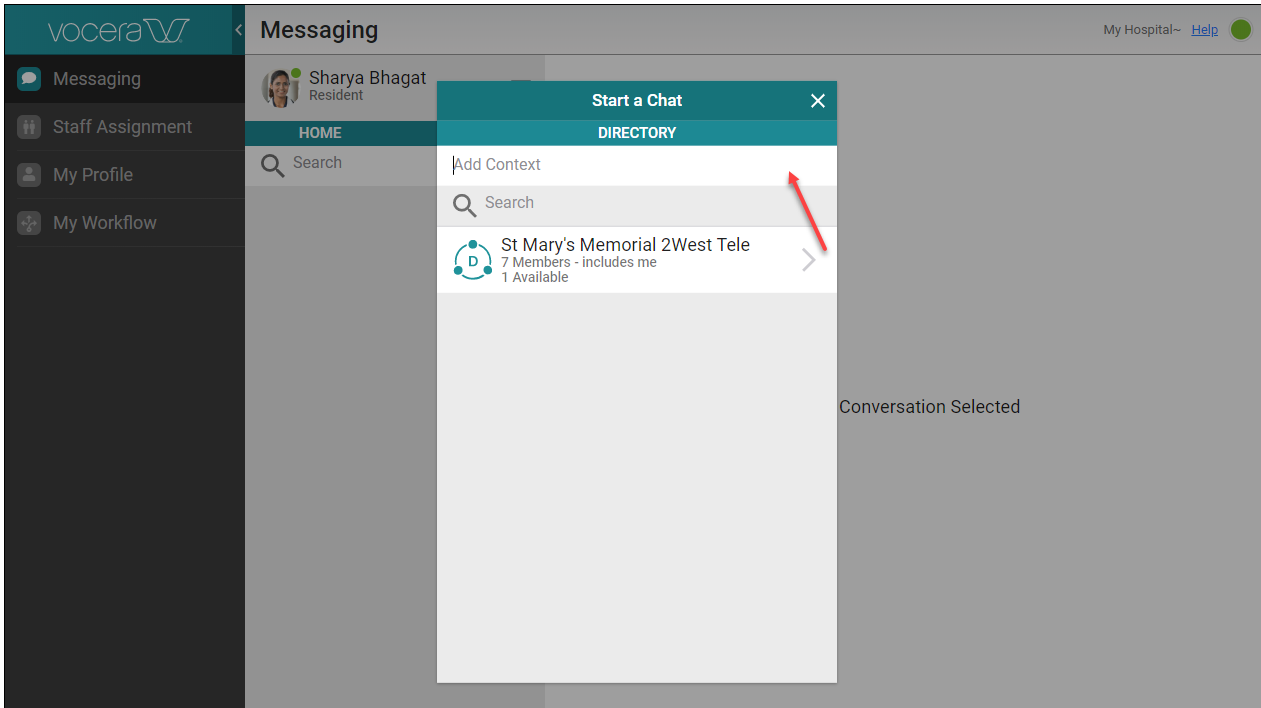 vocera
Messaging
My Hospital~ Help
Messaging
Staff Assignment
My Profile
My Workflow
Sharya Bhagat
Resident
HOME
Search
Start a Chat
DIRECTORY
Add Context
Search
St Mary's Memorial 2West Tele
D
7 Members - includes me
1 Available
Conversation Selected